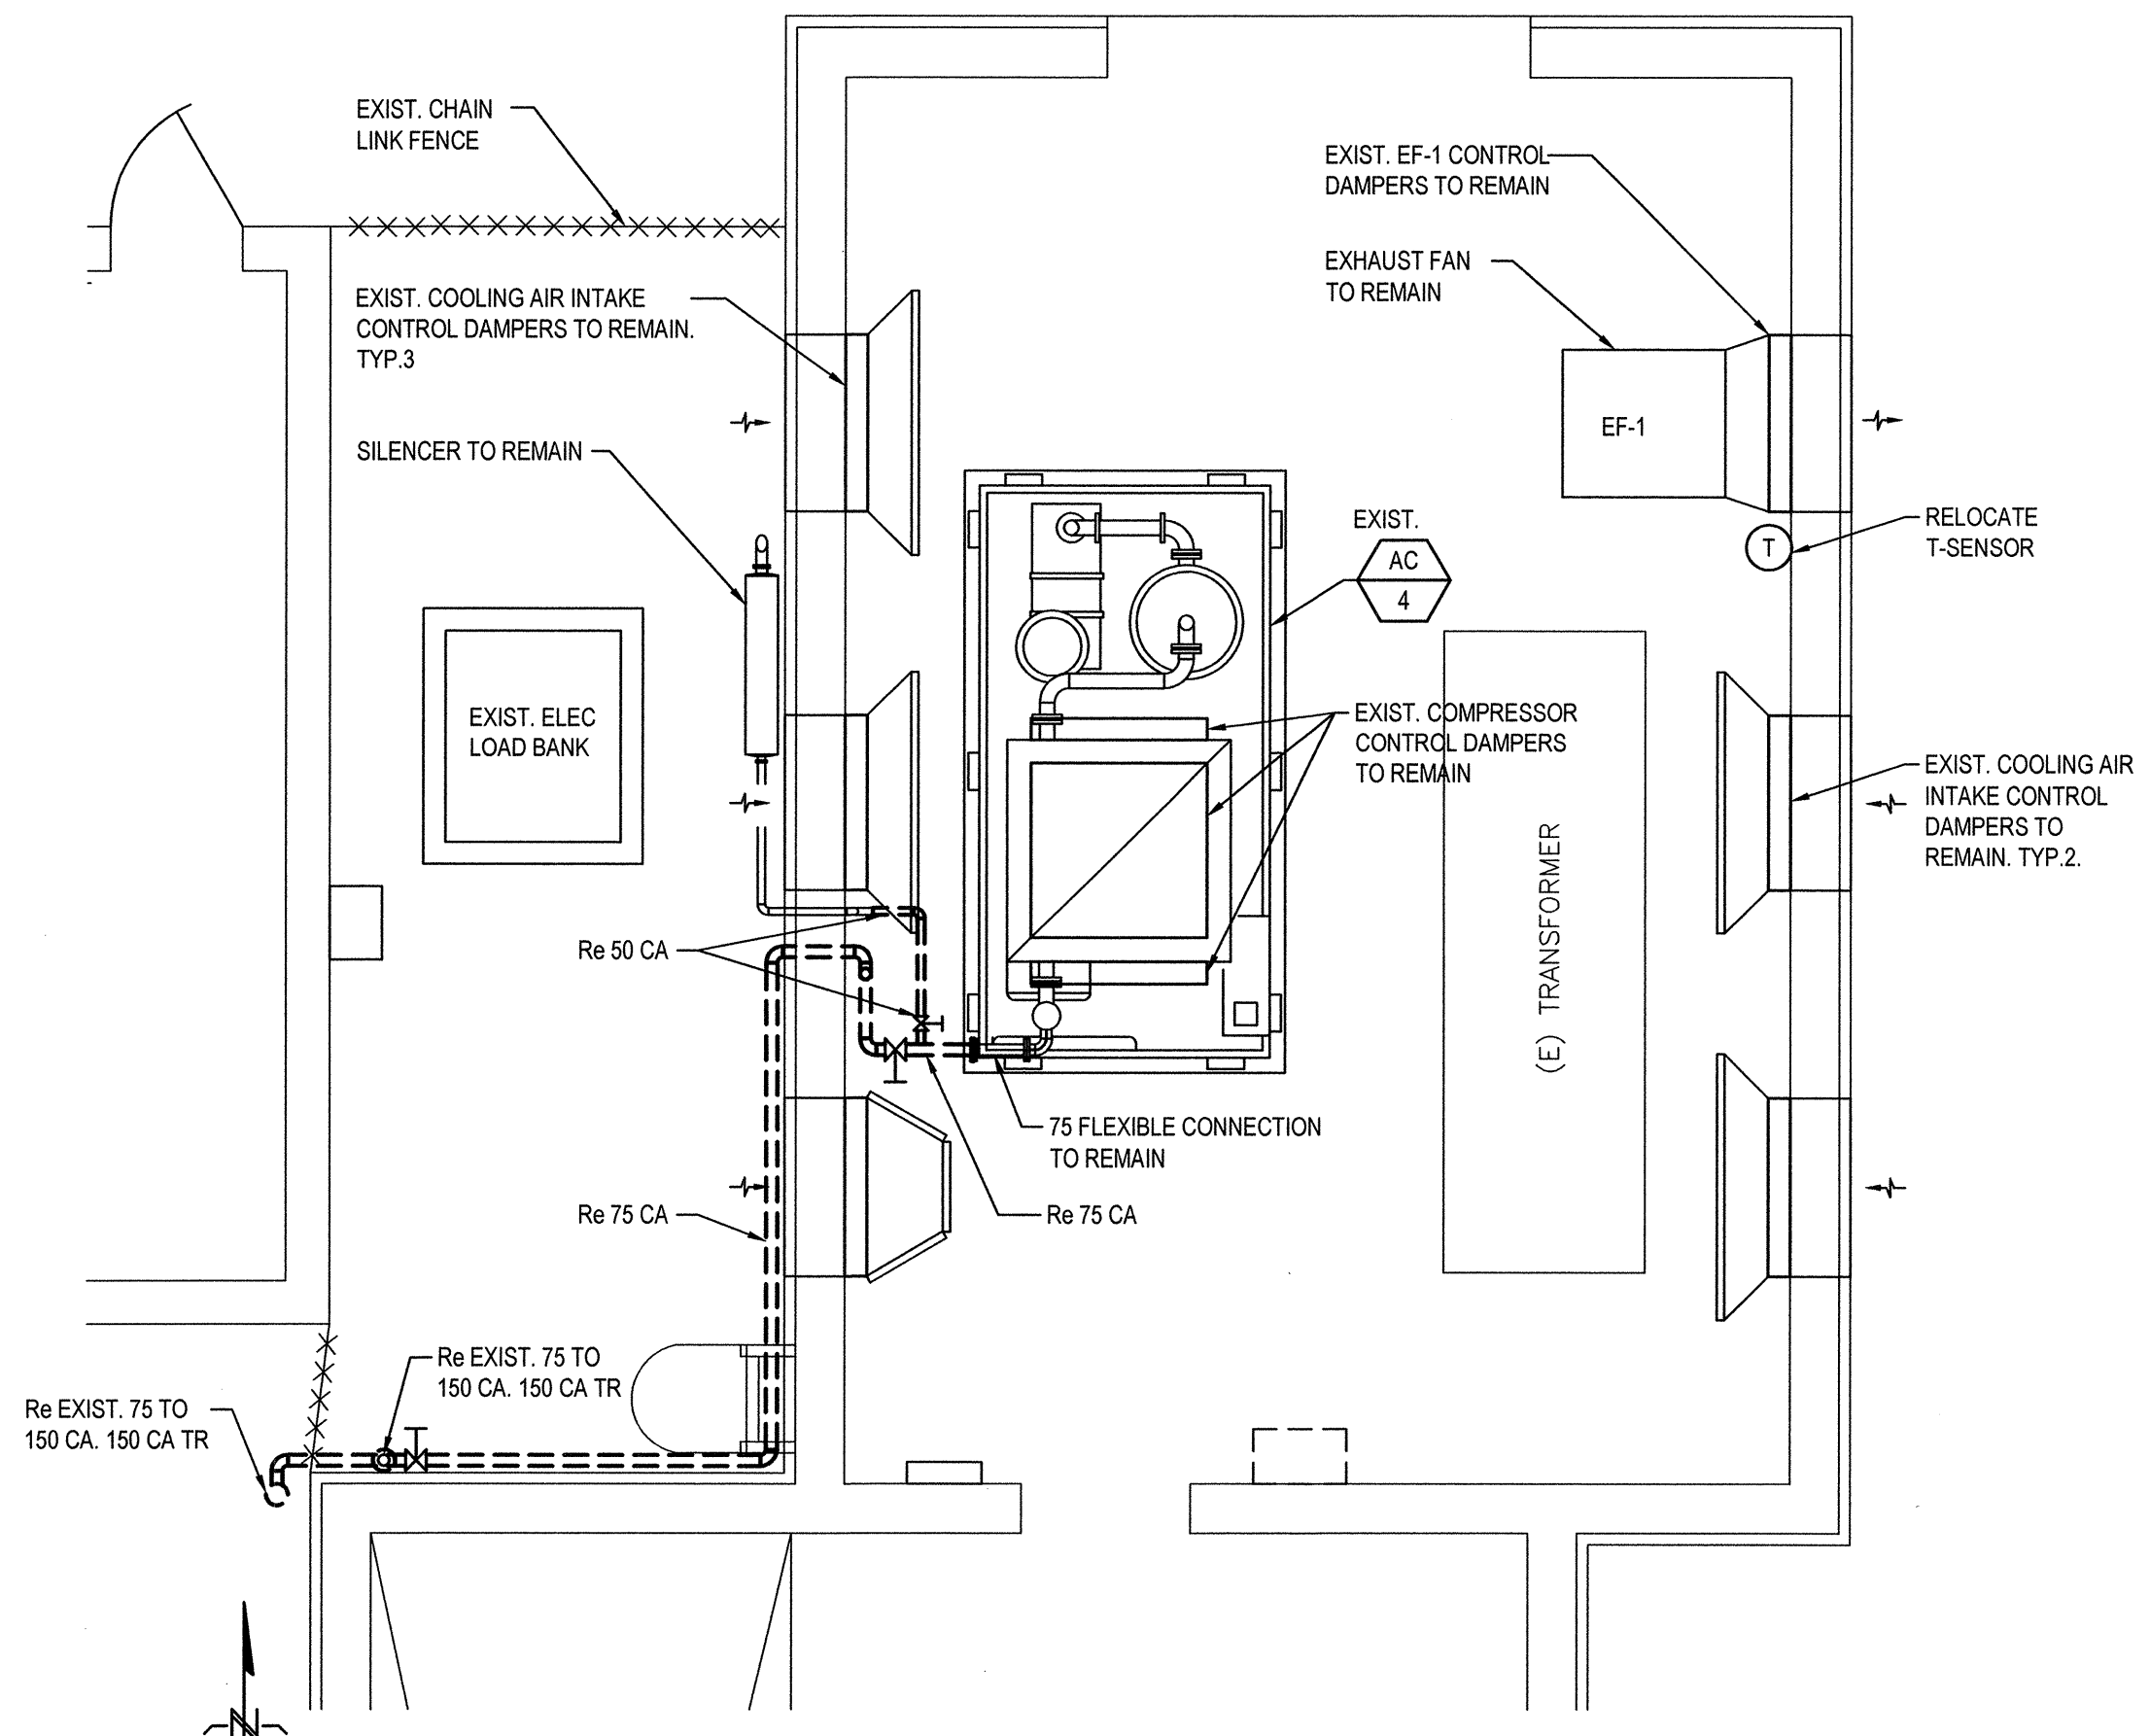 EXIST. CHAIN
LINK FENCE
EXIST. EF-1 CONTROL
DAMPERS TO REMAIN
EXHAUST FAN
TO REMAIN
EXIST. COOLING AIR INTAKE
CONTROL DAMPERS TO REMAIN.
TYP.3
EF-1
SILENCER TO REMAIN
EXIST.
AC
4
T
RELOCATE
T-SENSOR
EXIST. ELEC
LOAD BANK
EXIST. COMPRESSOR
CONTROL DAMPERS
TO REMAIN
EXIST. COOLING AIR
INTAKE CONTROL
DAMPERS TO
REMAIN. TYP.2.
(E) TRANSFORMER
Re 50 CA
75 FLEXIBLE CONNECTION
TO REMAIN
Re 75 CA
Re 75 CA
Re EXIST. 75 TO
150 CA. 150 CA TR
Re EXIST. 75 TO
150 CA. 150 CA TR
N